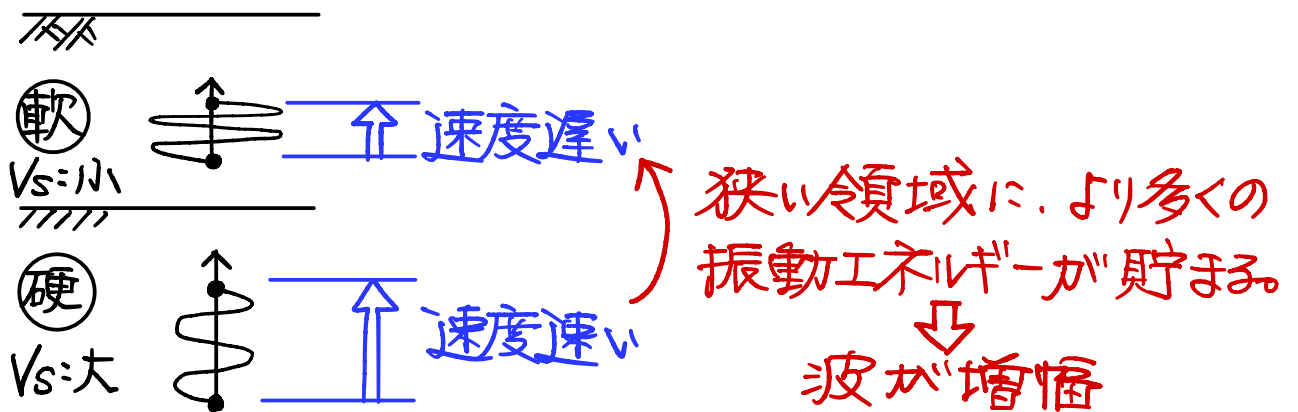 軟
Vs:小
速度遅い
硬
Vs:大
速度速い
狭い領域に、より多くの
振動エネルギーが貯まる。
波が増幅